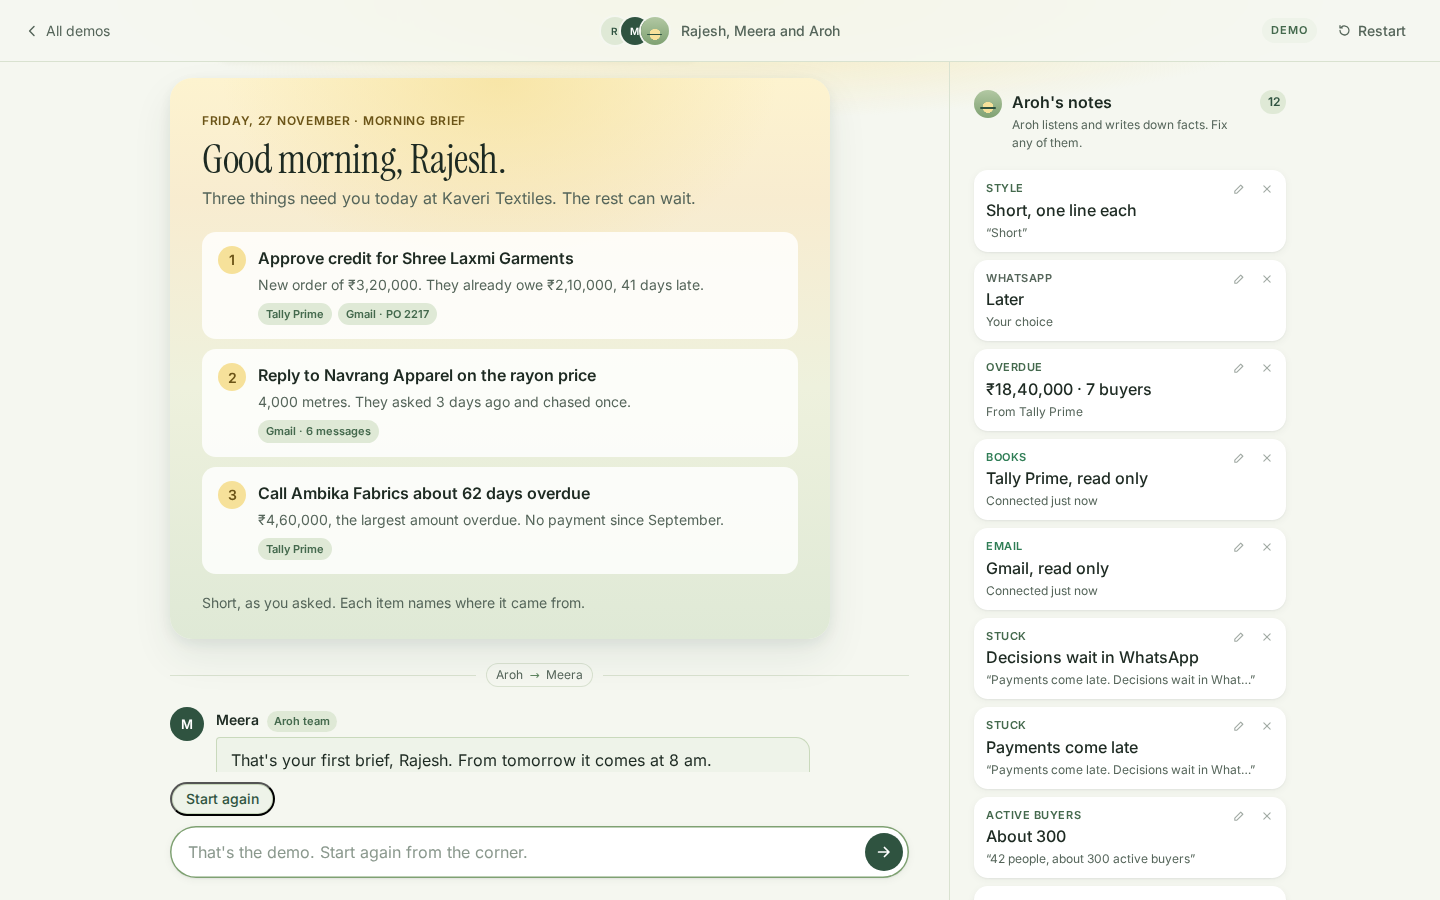 All demos
R
M
Rajesh, Meera and Aroh
DEMO
Restart
FRIDAY, 27 NOVEMBER · MORNING BRIEF
Good morning, Rajesh.
Three things need you today at Kaveri Textiles. The rest can wait.
1
Approve credit for Shree Laxmi Garments
New order of ₹3,20,000. They already owe ₹2,10,000, 41 days late.
Tally Prime
Gmail · PO 2217
2
Reply to Navrang Apparel on the rayon price
4,000 metres. They asked 3 days ago and chased once.
Gmail · 6 messages
3
Call Ambika Fabrics about 62 days overdue
₹4,60,000, the largest amount overdue. No payment since September.
Tally Prime
Short, as you asked. Each item names where it came from.
Aroh → Meera
M
Meera
Aroh team
That's your first brief, Rajesh. From tomorrow it comes at 8 am.
Start again
That's the demo. Start again from the corner.
Aroh's notes
12
Aroh listens and writes down facts. Fix
any of them.
STYLE
Short, one line each
“Short”
WHATSAPP
Later
Your choice
OVERDUE
₹18,40,000 · 7 buyers
From Tally Prime
BOOKS
Tally Prime, read only
Connected just now
EMAIL
Gmail, read only
Connected just now
STUCK
Decisions wait in WhatsApp
“Payments come late. Decisions wait in What…”
STUCK
Payments come late
“Payments come late. Decisions wait in What…”
ACTIVE BUYERS
About 300
“42 people, about 300 active buyers”